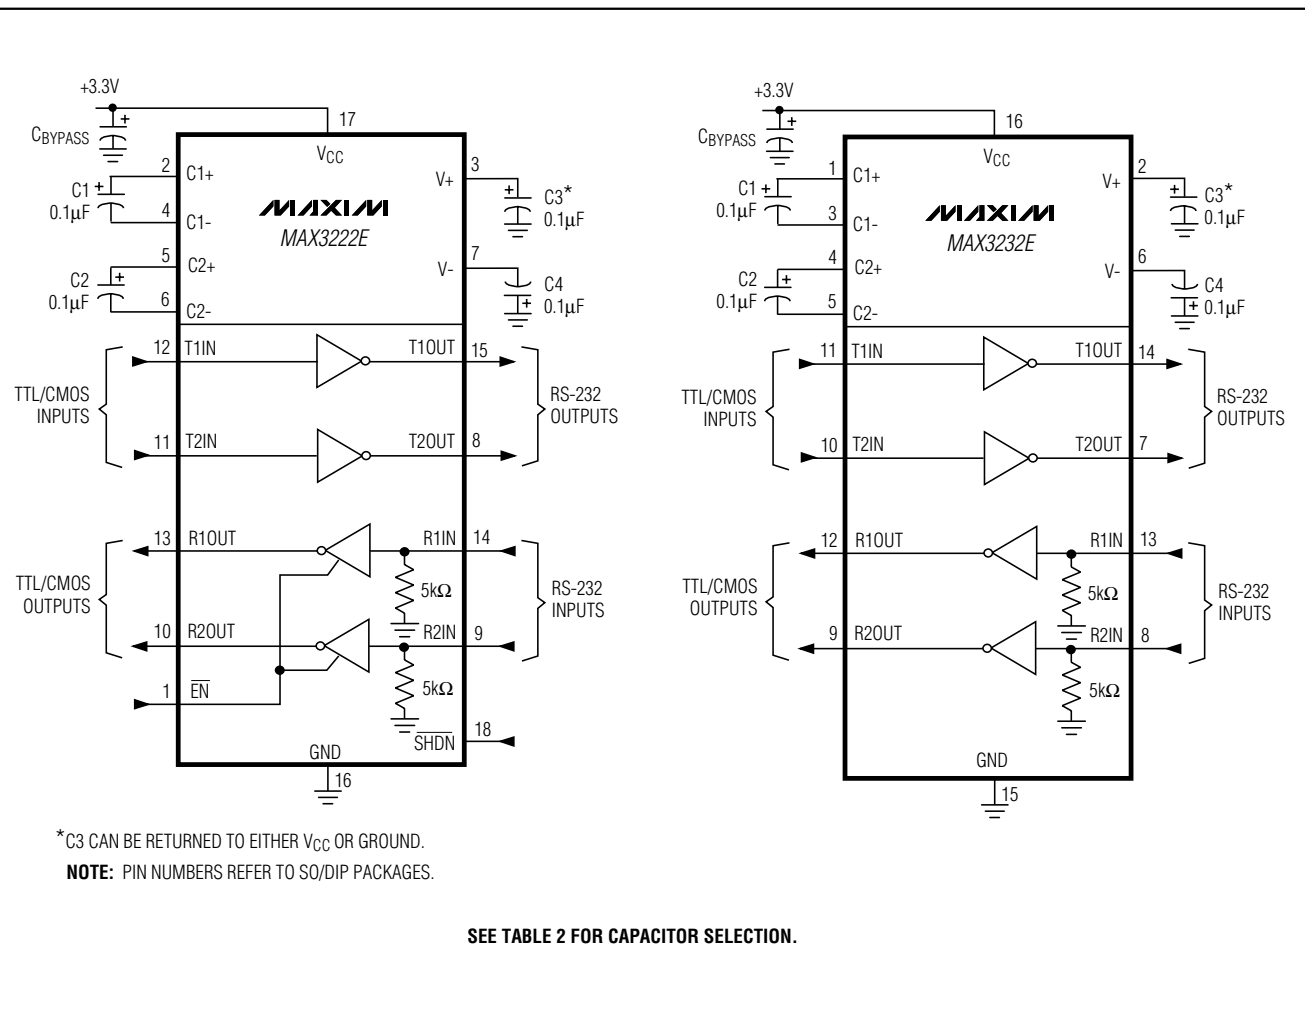 +3.3V
CBYPASS
+
17
VCC
2
C1+
C1
+
0.1μF
4
C1-
MAXIM
MAX3222E
3
V+
+
C3*
0.1μF
5
C2+
C2
+
0.1μF
6
C2-
7
V-
C4
+
0.1μF
12
T1IN
T1OUT
15
TTL/CMOS
INPUTS
RS-232
OUTPUTS
11
T2IN
T2OUT
8
13
R1OUT
R1IN
14
5kΩ
TTL/CMOS
OUTPUTS
RS-232
INPUTS
10
R2OUT
R2IN
9
5kΩ
1
EN
SHDN
18
GND
16
+3.3V
CBYPASS
+
16
VCC
1
C1+
C1
+
0.1μF
3
C1-
MAXIM
MAX3232E
2
V+
+
C3*
0.1μF
4
C2+
C2
+
0.1μF
5
C2-
6
V-
C4
+
0.1μF
11
T1IN
T1OUT
14
TTL/CMOS
INPUTS
RS-232
OUTPUTS
10
T2IN
T2OUT
7
12
R1OUT
R1IN
13
5kΩ
TTL/CMOS
OUTPUTS
RS-232
INPUTS
9
R2OUT
R2IN
8
5kΩ
GND
15
*C3 CAN BE RETURNED TO EITHER VCC OR GROUND.
NOTE: PIN NUMBERS REFER TO SO/DIP PACKAGES.
SEE TABLE 2 FOR CAPACITOR SELECTION.